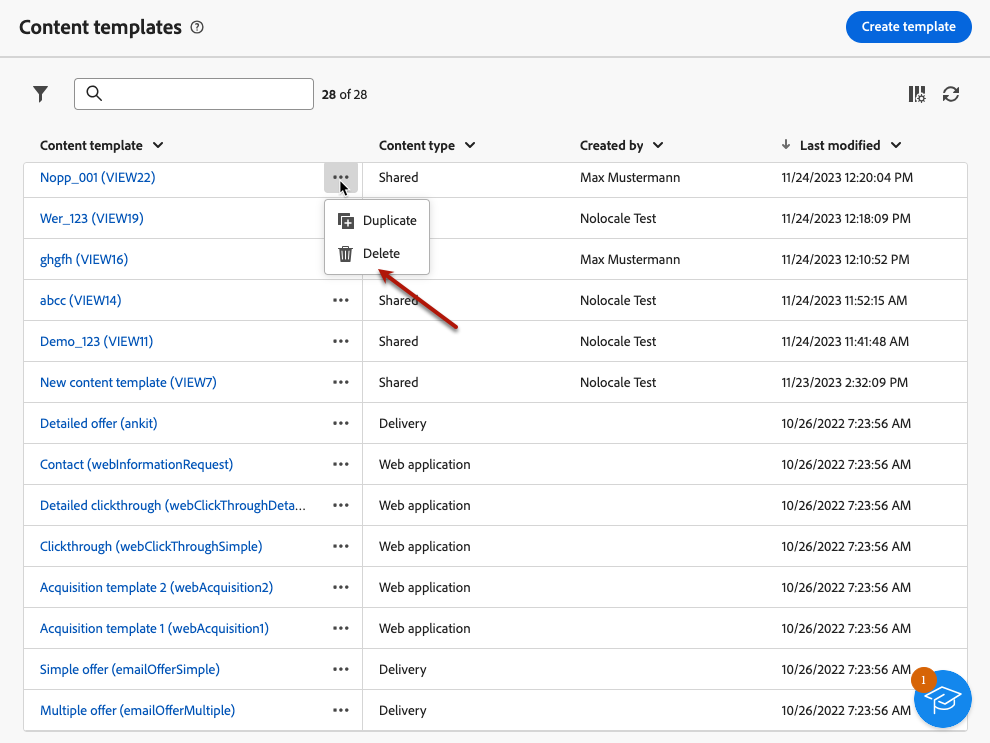 Content templates ?
Create template
28 of 28
Content template Content type Created by Last modified
Nopp_001 (VIEW22) ... Shared Max Mustermann 11/24/2023 12:20:04 PM
Wer_123 (VIEW19) Duplicate Nolocale Test 11/24/2023 12:18:09 PM
ghgfh (VIEW16) Delete Max Mustermann 11/24/2023 12:10:52 PM
abcc (VIEW14) ... Shared Nolocale Test 11/24/2023 11:52:15 AM
Demo_123 (VIEW11) ... Shared Nolocale Test 11/24/2023 11:41:48 AM
New content template (VIEW7) ... Shared Nolocale Test 11/23/2023 2:32:09 PM
Detailed offer (ankit) ... Delivery 10/26/2022 7:23:56 AM
Contact (webInformationRequest) ... Web application 10/26/2022 7:23:56 AM
Detailed clickthrough (webClickThroughDeta... ... Web application 10/26/2022 7:23:56 AM
Clickthrough (webClickThroughSimple) ... Web application 10/26/2022 7:23:56 AM
Acquisition template 2 (webAcquisition2) ... Web application 10/26/2022 7:23:56 AM
Acquisition template 1 (webAcquisition1) ... Web application 10/26/2022 7:23:56 AM
Simple offer (emailOfferSimple) ... Delivery 10/26/2022 7:23:56 AM
1
Multiple offer (emailOfferMultiple) ... Delivery 10/26/2022 7:23:56 AM